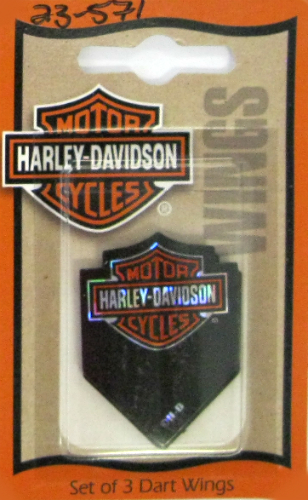 23-571
MOTOR
HARLEY-DAVIDSON
CYCLES
®
WINGS
MOTOR
HARLEY-DAVIDSON
CYCLES
®
Set of 3 Dart Wings